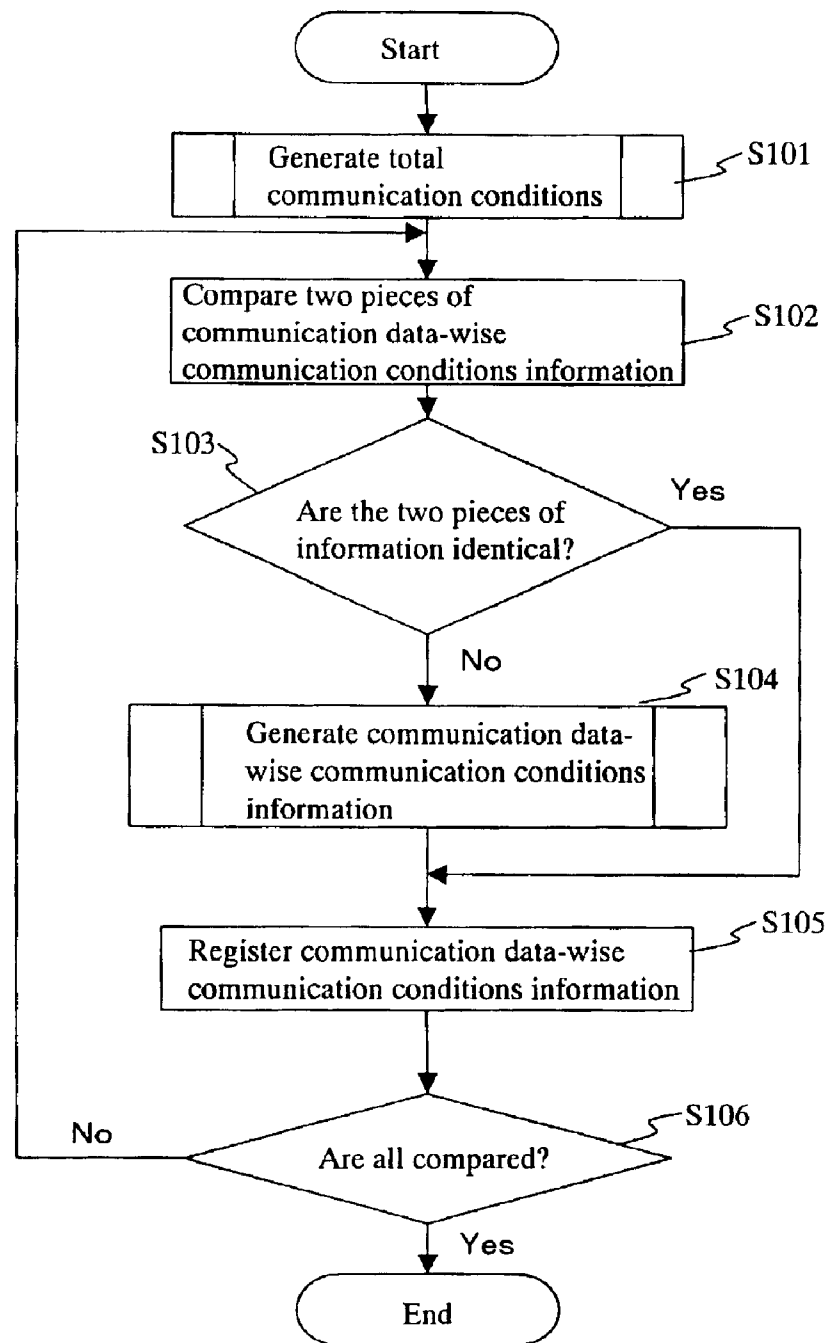 Start
Generate total
communication conditions
S101
Compare two pieces of
communication data-wise
communication conditions information
S102
S103
Are the two pieces of
information identical?
Yes
No
S104
Generate communication data-
wise communication conditions
information
S105
Register communication data-wise
communication conditions information
S106
No
Are all compared?
Yes
End